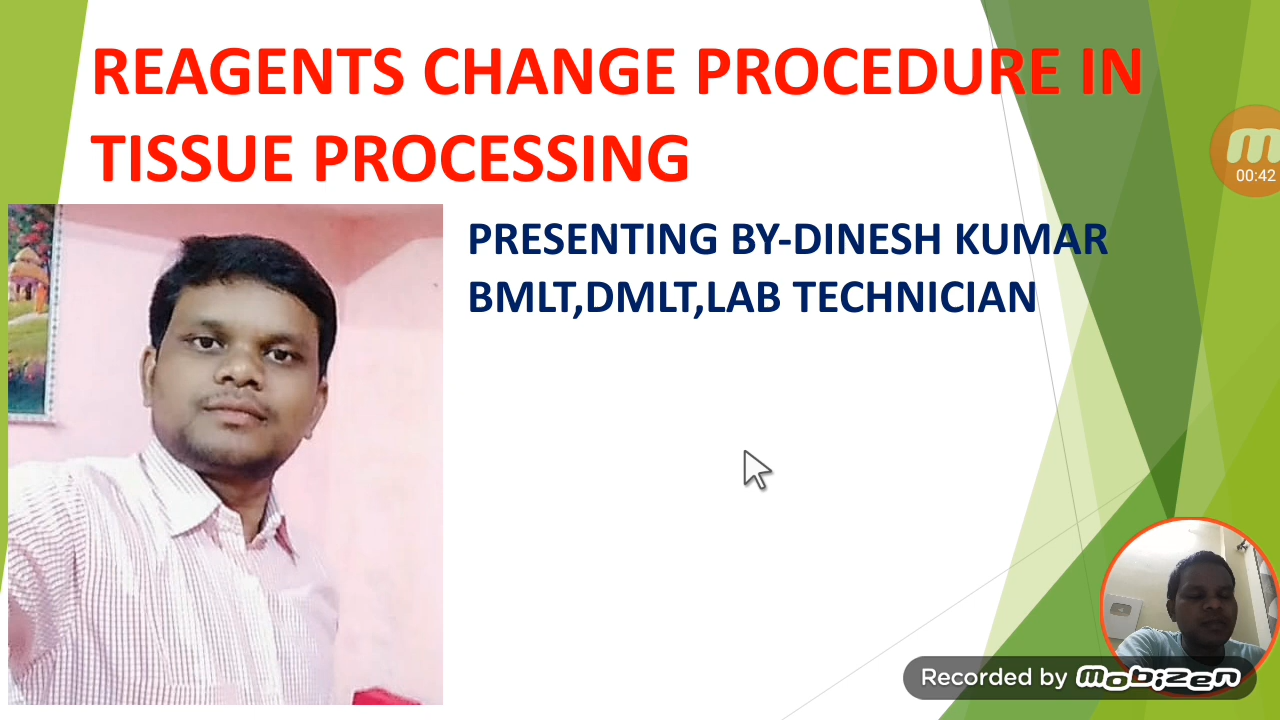 REAGENTS CHANGE PROCEDURE IN
TISSUE PROCESSING
00:42
PRESENTING BY-DINESH KUMAR
BMLT,DMLT,LAB TECHNICIAN
Recorded by Mobizen